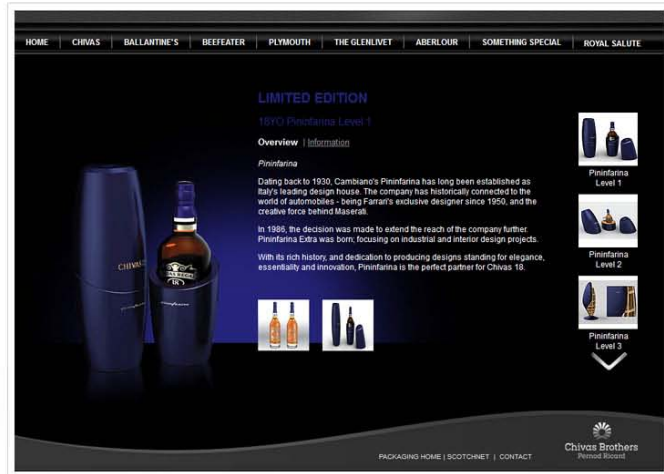 HOME CHIVAS BALLANTINE'S BEEFEATER PLYMOUTH THE GLENLIVET ABERLOUR SOMETHING SPECIAL ROYAL SALUTE
LIMITED EDITION
18YO Pininfarina Level 1
Overview | Information
Pininfarina
Dating back to 1930, Cambiano's Pininfarina has long been established as
Italy's leading design house. The company has historically connected to the
world of automobiles - being Farrari's exclusive designer since 1950, and the
creative force behind Maserati.
In 1986, the decision was made to extend the reach of the company further.
Pininfarina Extra was born; focusing on industrial and interior design projects.
With its rich history, and dedication to producing designs standing for elegance,
essentiality and innovation, Pininfarina is the perfect partner for Chivas 18.
Pininfarina
Level 1
Pininfarina
Level 2
Pininfarina
Level 3
CHIVAS
18
pininfarina
pininfarina
PACKAGING HOME | SCOTCHNET | CONTACT
Chivas Brothers
Pernod Ricard